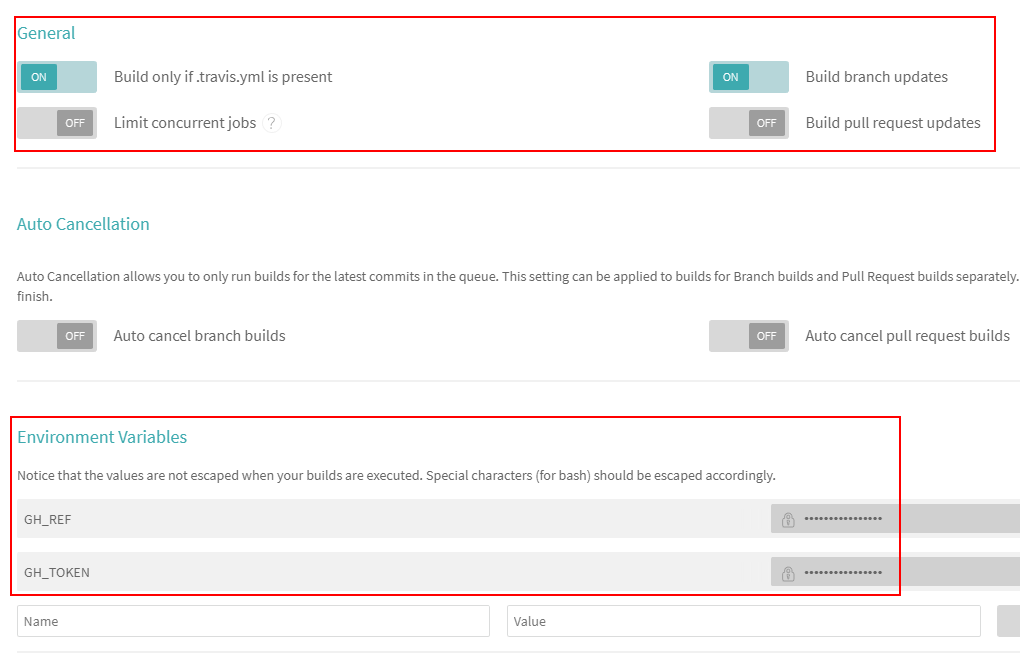 General
ON Build only if .travis.yml is present ON Build branch updates
OFF Limit concurrent jobs ? OFF Build pull request updates
Auto Cancellation
Auto Cancellation allows you to only run builds for the latest commits in the queue. This setting can be applied to builds for Branch builds and Pull Request builds separately.
finish.
OFF Auto cancel branch builds OFF Auto cancel pull request builds
Environment Variables
Notice that the values are not escaped when your builds are executed. Special characters (for bash) should be escaped accordingly.
GH_REF ••••••••••••••••
GH_TOKEN ••••••••••••••••
Name Value